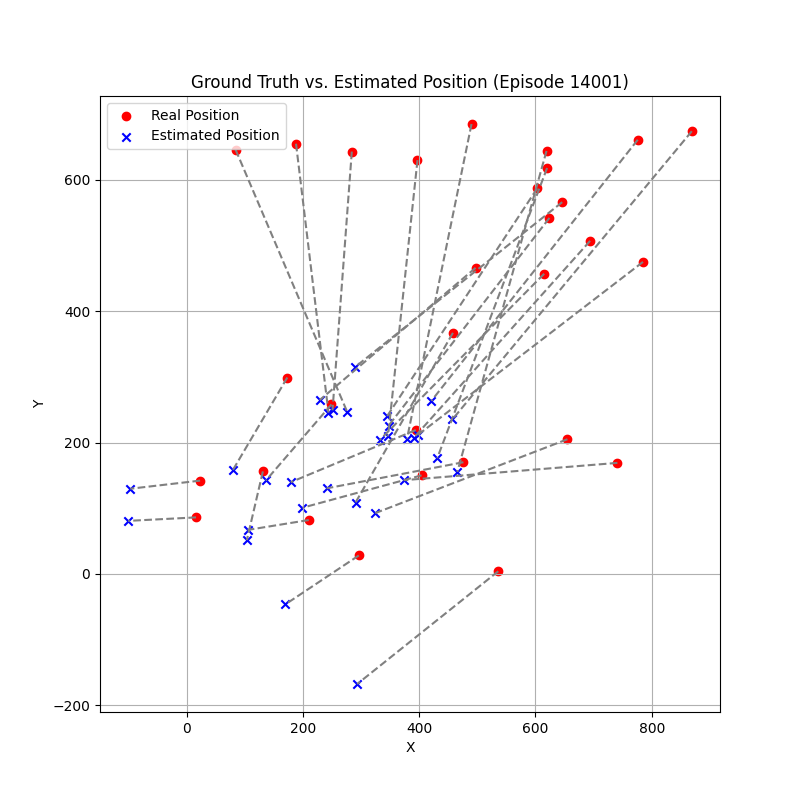 Ground Truth vs. Estimated Position (Episode 14001)
Real Position
Estimated Position
600
400
200
0
−200
Y
0
200
400
600
800
X